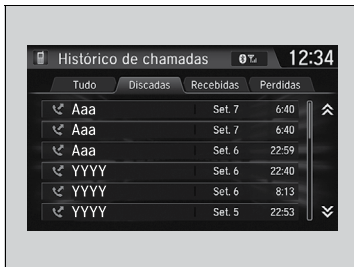 Histórico de chamadas 12:34
Tudo Discadas Recebidas Perdidas
Aaa Set. 7 6:40
Aaa Set. 7 6:40
Aaa Set. 6 22:59
YYYY Set. 6 22:40
YYYY Set. 6 8:13
YYYY Set. 5 22:53